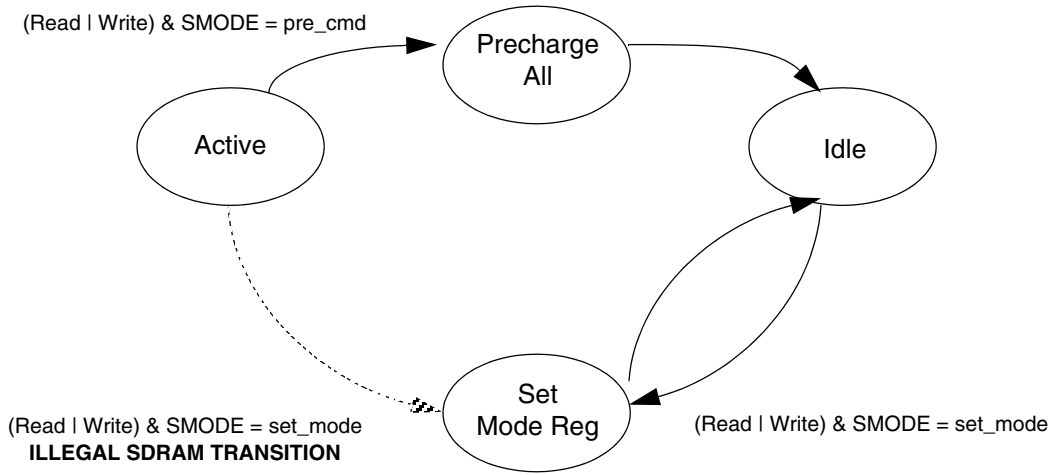 (Read | Write) & SMODE = pre_cmd
Precharge
All
Active
Idle
Set
Mode Reg
(Read | Write) & SMODE = set_mode
ILLEGAL SDRAM TRANSITION
(Read | Write) & SMODE = set_mode